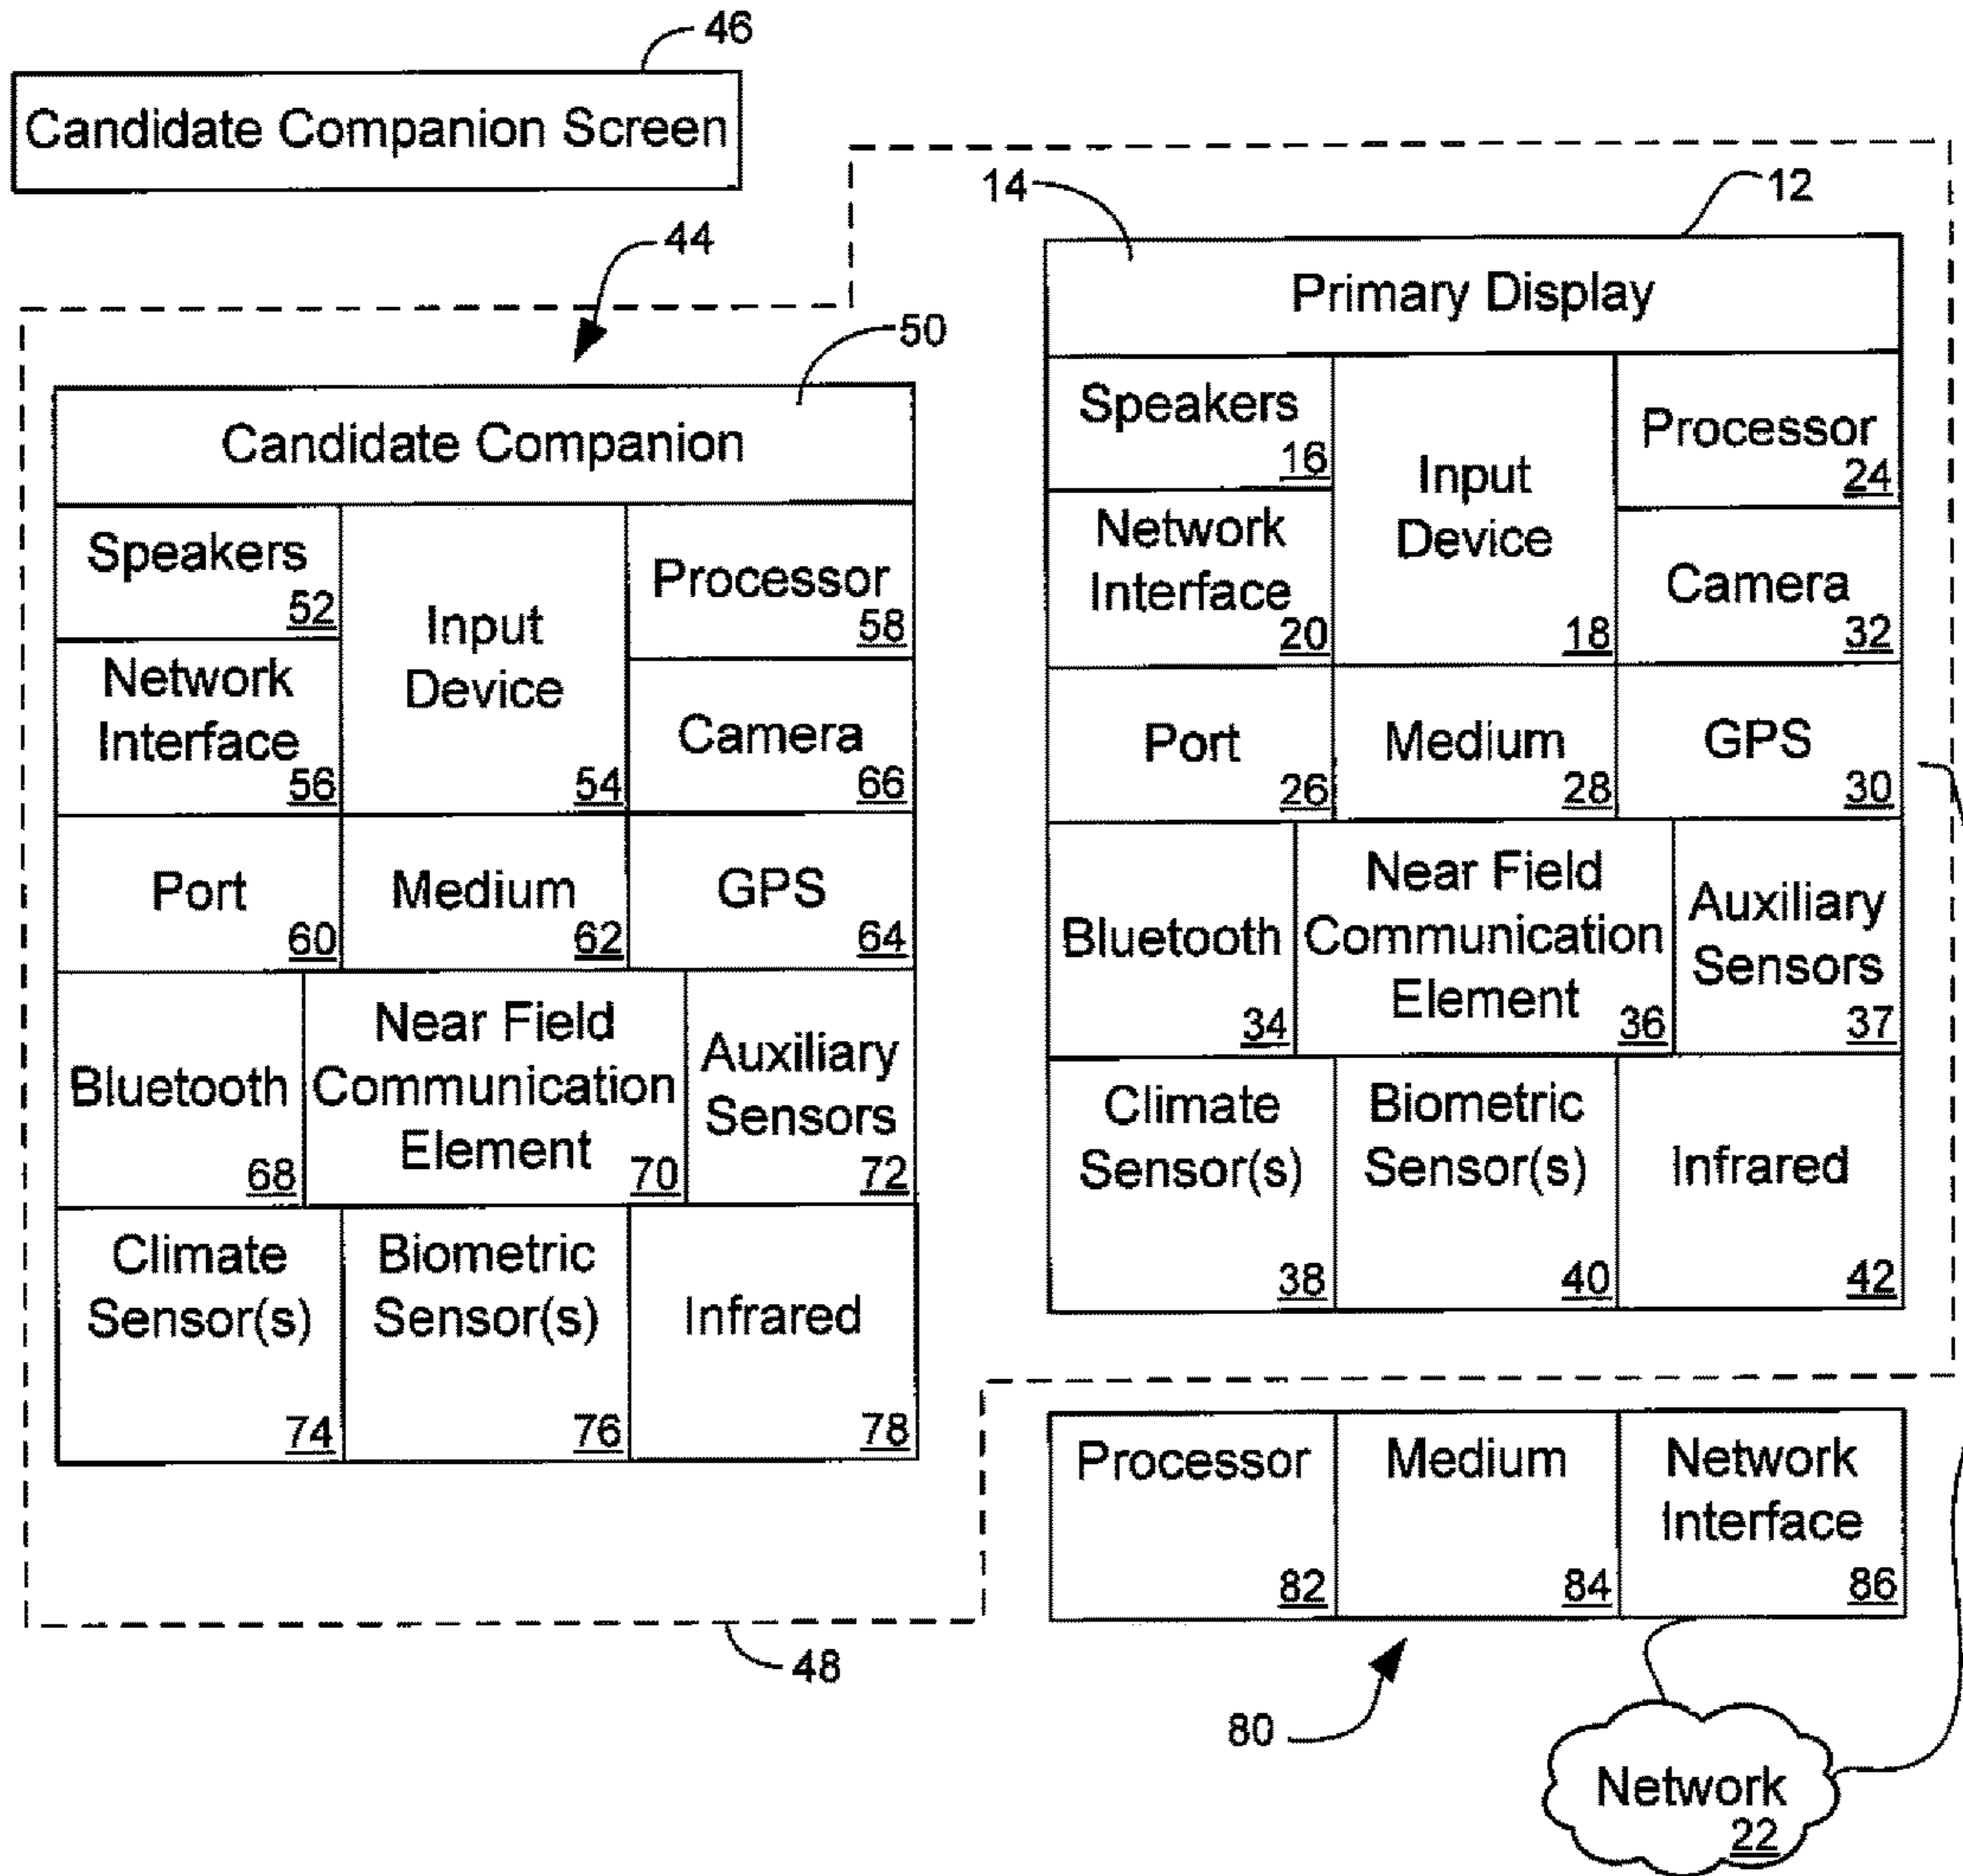 46
Candidate Companion Screen
44
14
12
Primary Display
Speakers
16
Input
Device
18
Processor
24
Network
Interface
20
Camera
32
Port
26
Medium
28
GPS
30
Bluetooth
34
Near Field
Communication
Element
36
Auxiliary
Sensors
37
Climate
Sensor(s)
38
Biometric
Sensor(s)
40
Infrared
42
50
Candidate Companion
Speakers
52
Input
Device
54
Processor
58
Network
Interface
56
Camera
66
Port
60
Medium
62
GPS
64
Bluetooth
68
Near Field
Communication
Element
70
Auxiliary
Sensors
72
Climate
Sensor(s)
74
Biometric
Sensor(s)
76
Infrared
78
48
Processor
82
Medium
84
Network
Interface
86
80
Network
22